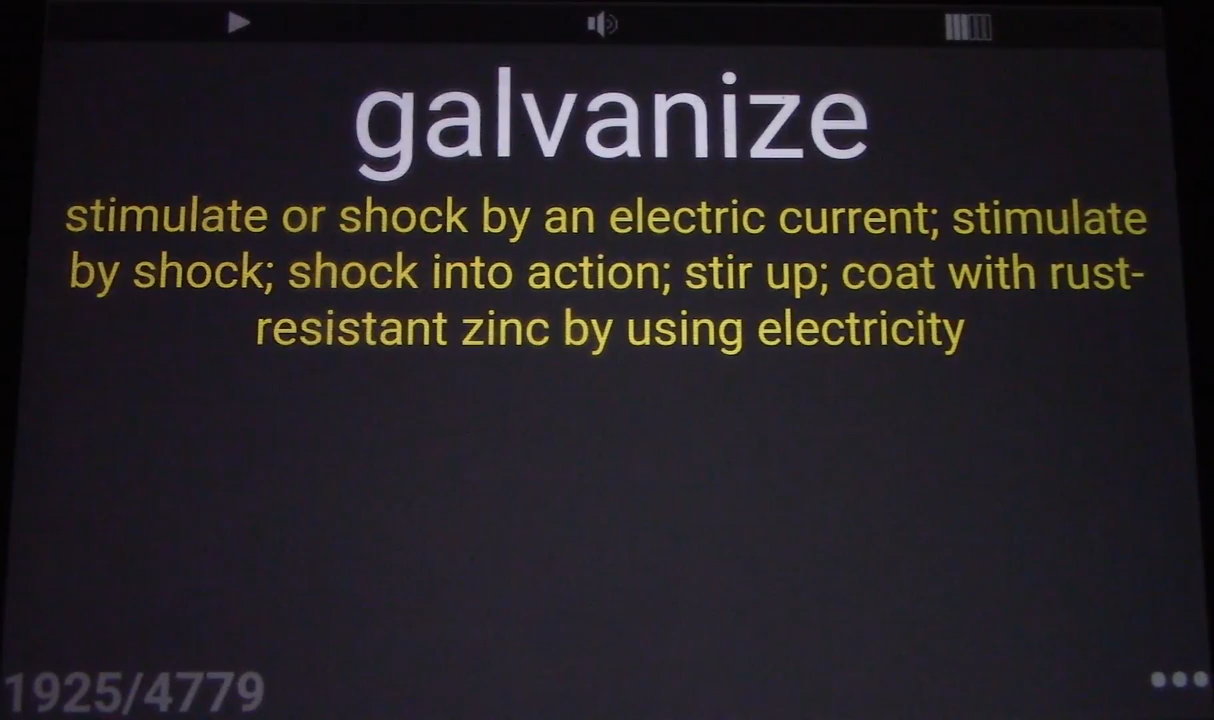 galvanize
stimulate or shock by an electric current; stimulate
by shock; shock into action; stir up; coat with rust-
resistant zinc by using electricity
1925/4779